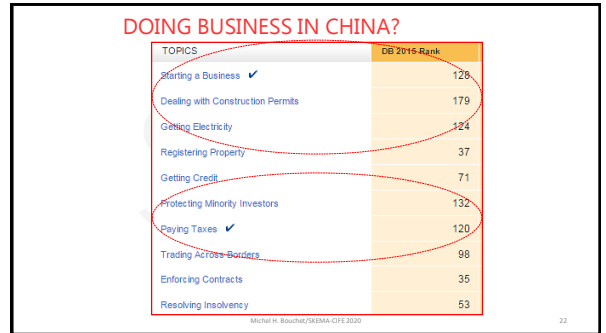 DOING BUSINESS IN CHINA?
TOPICS DB 2015 Rank
Starting a Business ✔ 128
Dealing with Construction Permits 179
Getting Electricity 124
Registering Property 37
Getting Credit 71
Protecting Minority Investors 132
Paying Taxes ✔ 120
Trading Across Borders 98
Enforcing Contracts 35
Resolving Insolvency 53
Michel H. Bouchet/SKEMA-CIFE 2020 22